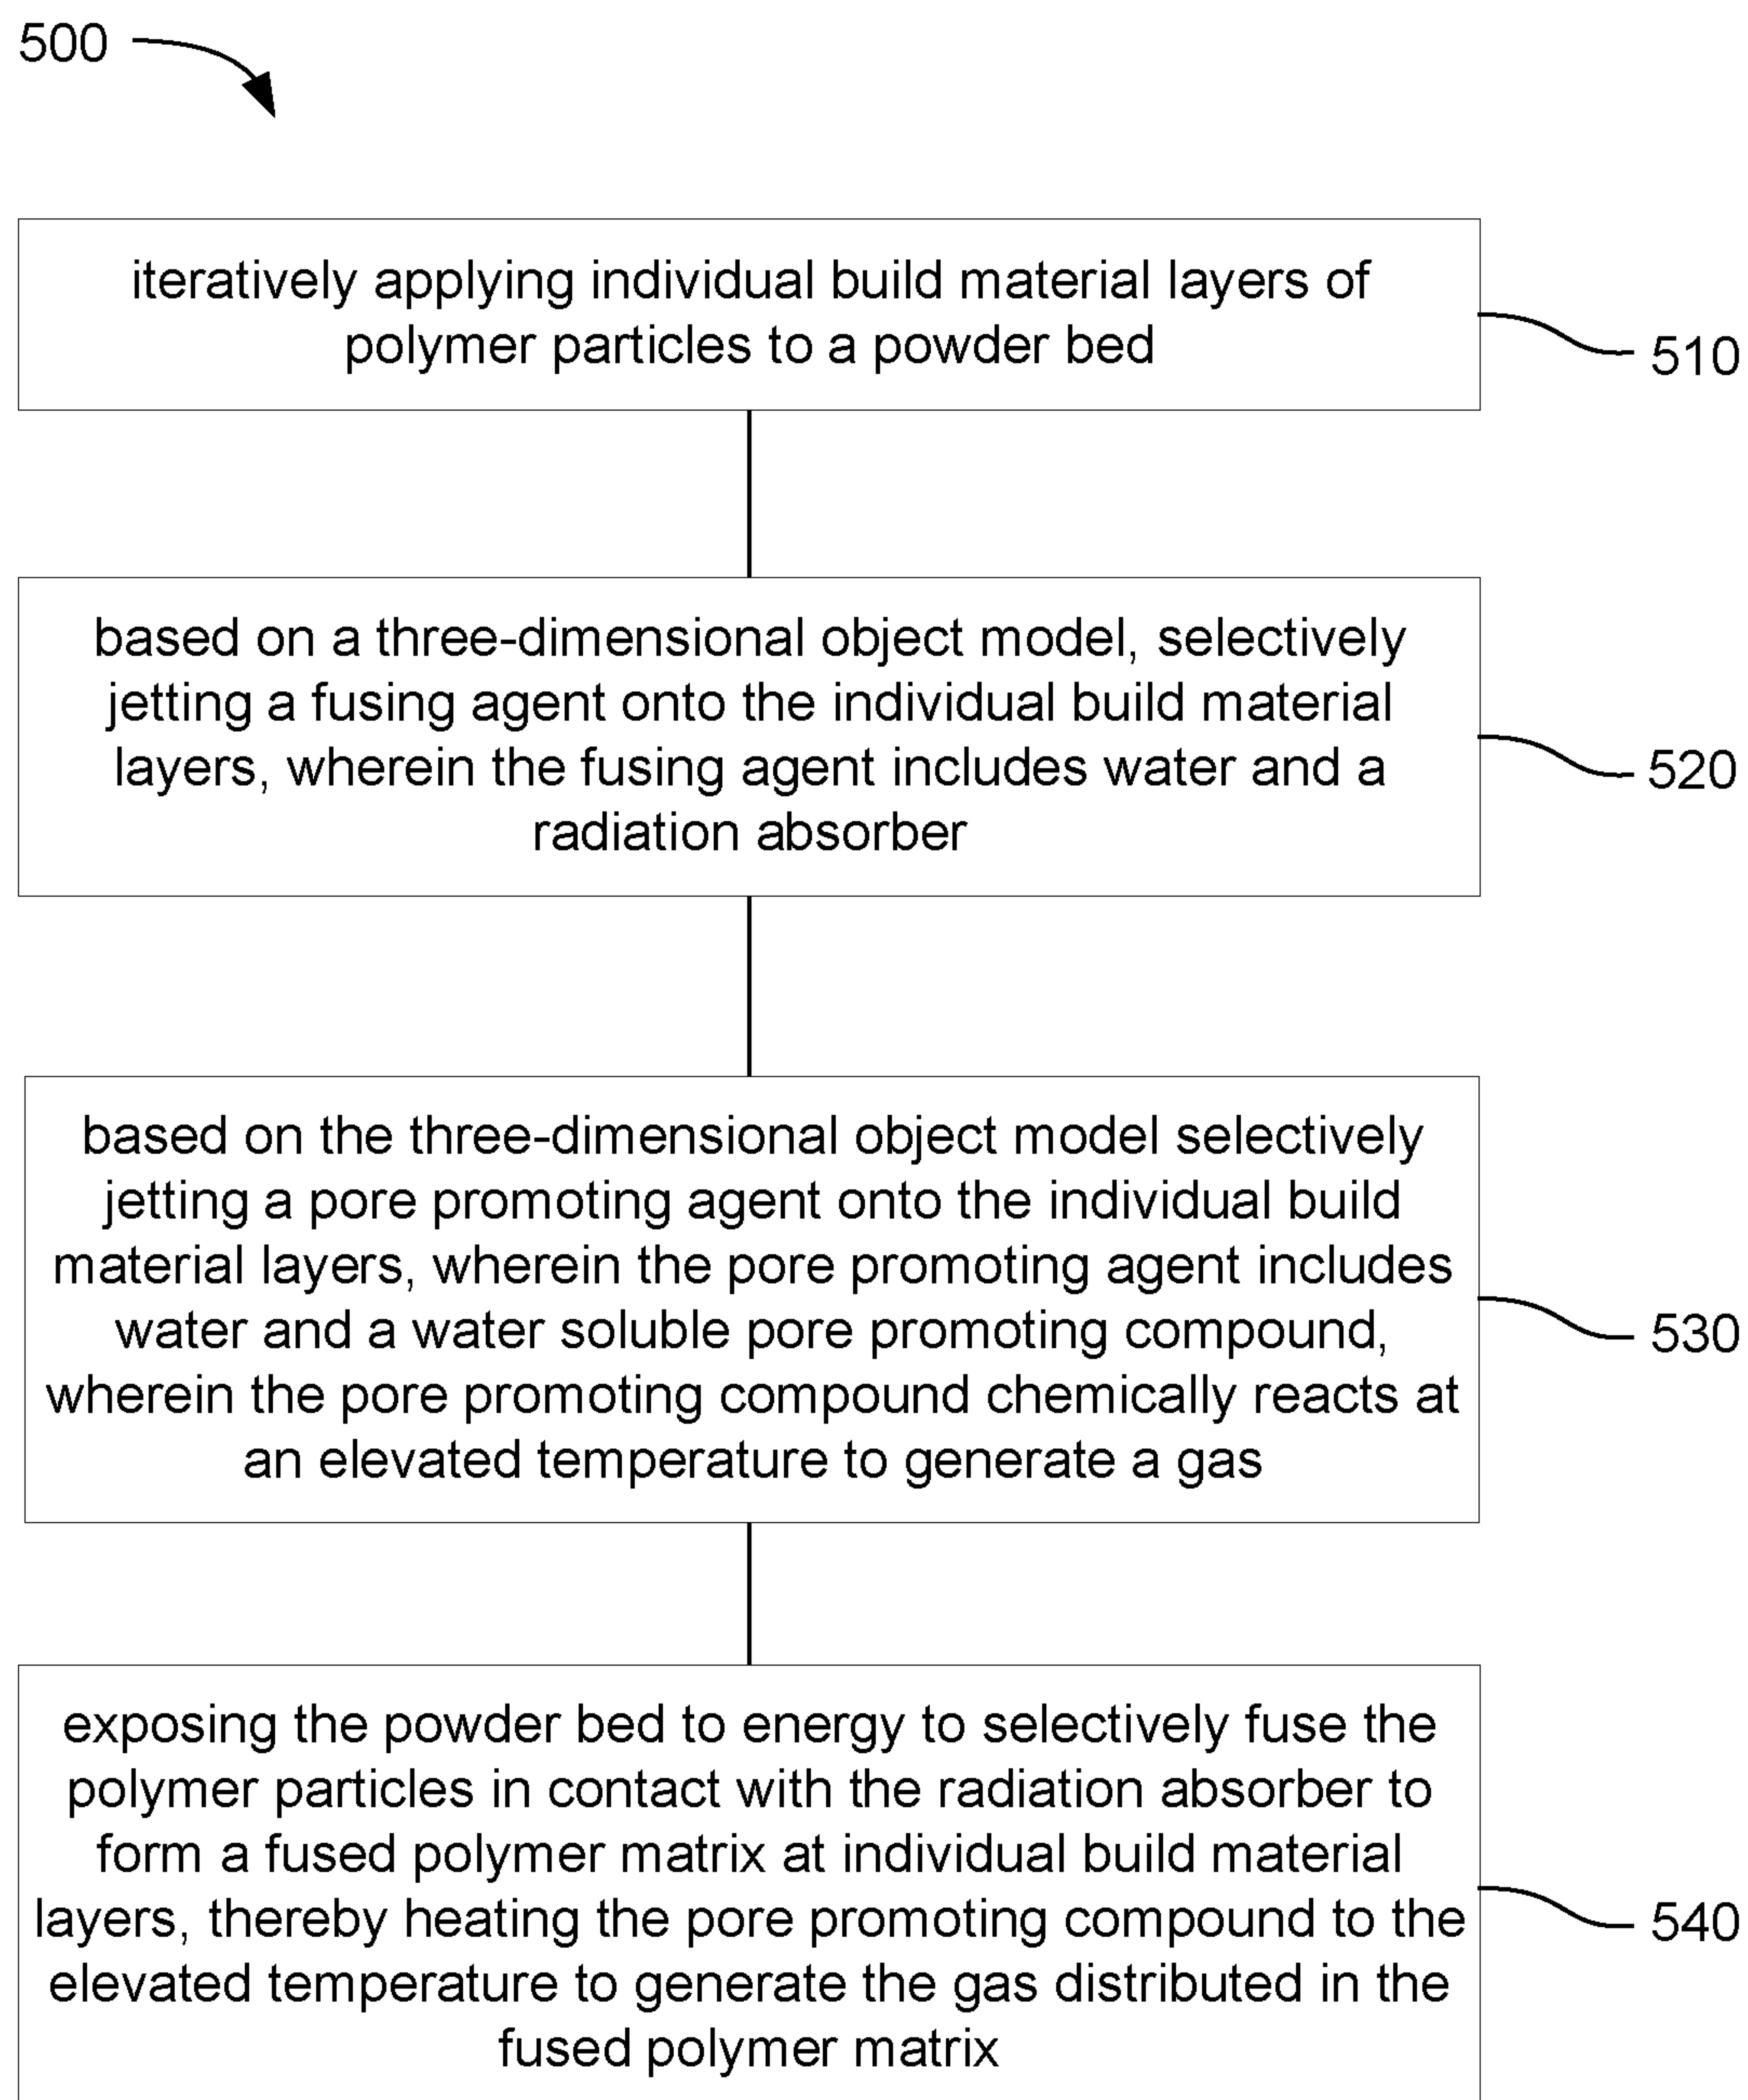 500
iteratively applying individual build material layers of
polymer particles to a powder bed
510
based on a three-dimensional object model, selectively
jetting a fusing agent onto the individual build material
layers, wherein the fusing agent includes water and a
radiation absorber
520
based on the three-dimensional object model selectively
jetting a pore promoting agent onto the individual build
material layers, wherein the pore promoting agent includes
water and a water soluble pore promoting compound,
wherein the pore promoting compound chemically reacts at
an elevated temperature to generate a gas
530
exposing the powder bed to energy to selectively fuse the
polymer particles in contact with the radiation absorber to
form a fused polymer matrix at individual build material
layers, thereby heating the pore promoting compound to the
elevated temperature to generate the gas distributed in the
fused polymer matrix
540